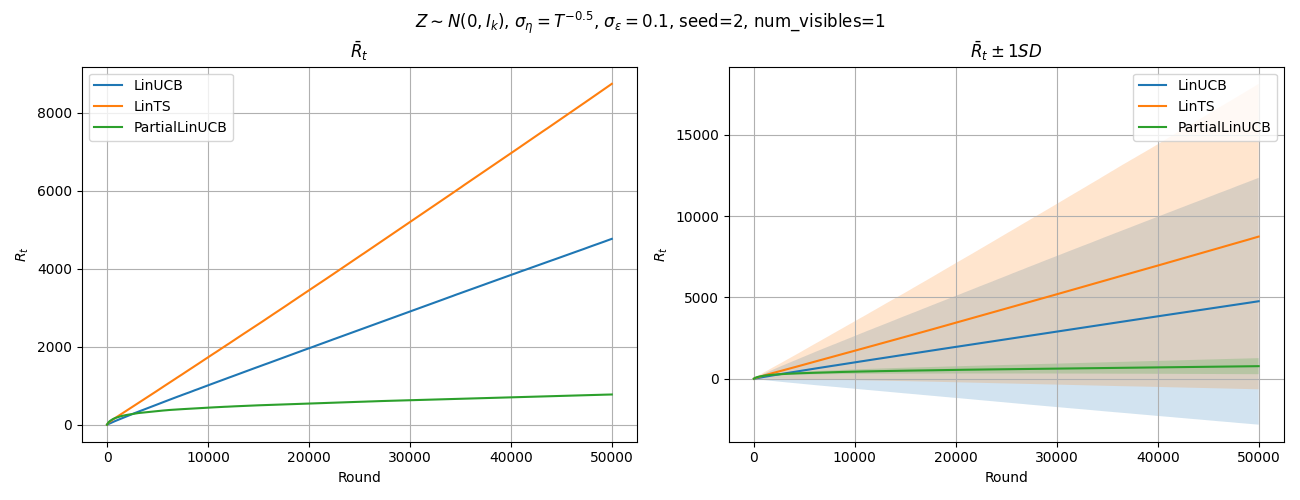 Z ∼ N(0, I_k), σ_η = T^{−0.5}, σ_ε = 0.1, seed=2, num_visibles=1
R̄_t
LinUCB
LinTS
PartialLinUCB
8000
6000
4000
2000
0
R_t
0 10000 20000 30000 40000 50000
Round
R̄_t ± 1SD
LinUCB
LinTS
PartialLinUCB
15000
10000
5000
0
R_t
0 10000 20000 30000 40000 50000
Round